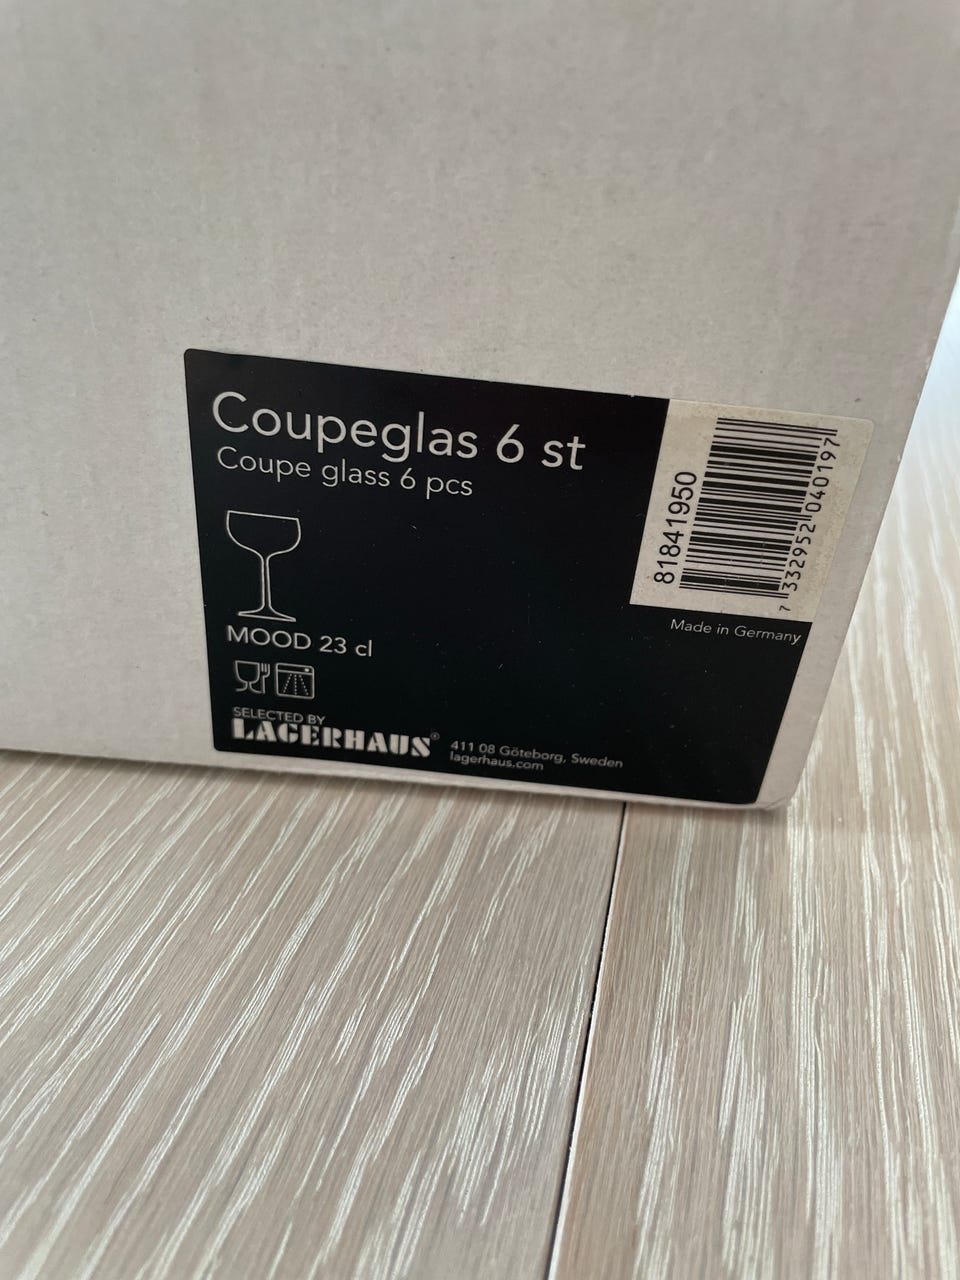 Coupeglas 6 st
Coupe glass 6 pcs
MOOD 23 cl
SELECTED BY
LAGERHAUS®
411 08 Göteborg, Sweden
lagerhaus.com
81841950
7 332952 040197
Made in Germany